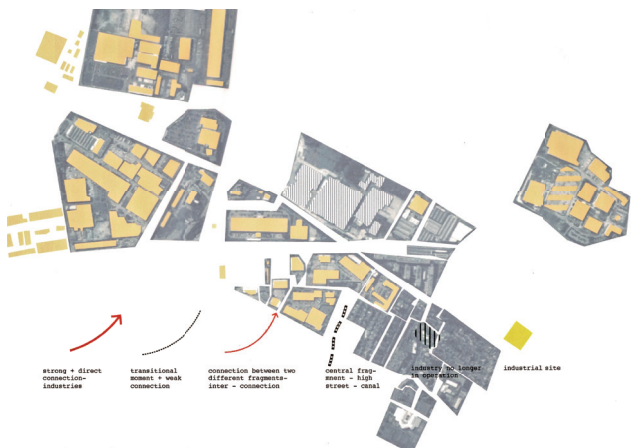 strong + direct
connection-
industries
transitional
moment + weak
connection
connection between two
different fragments-
inter - connection
central frag-
ment - high
street - canal
industry no longer
in operation
industrial site